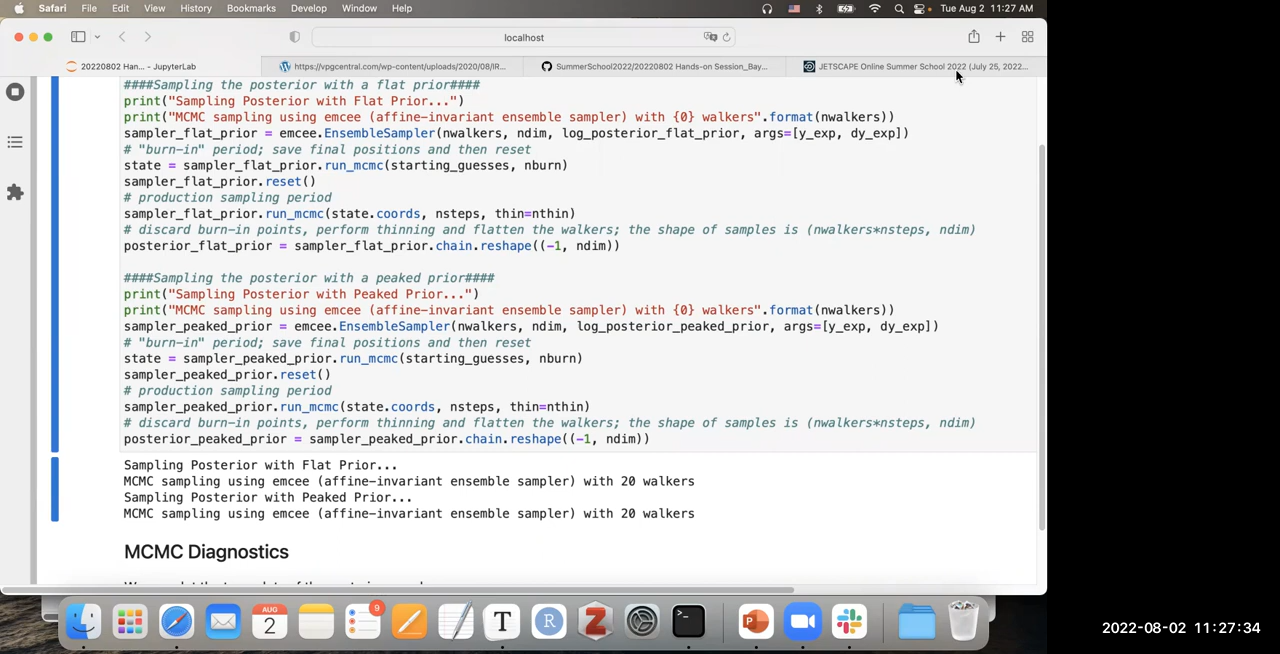 Safari File Edit View History Bookmarks Develop Window Help Tue Aug 2 11:27 AM
localhost
20220802 Han... - JupyterLab
https://vpgcentral.com/wp-content/uploads/2020/08/IR...
SummerSchool2022/20220802 Hands-on Session_Bay...
JETSCAPE Online Summer School 2022 (July 25, 2022...
####Sampling the posterior with a flat prior####
print("Sampling Posterior with Flat Prior...")
print("MCMC sampling using emcee (affine-invariant ensemble sampler) with {0} walkers".format(nwalkers))
sampler_flat_prior = emcee.EnsembleSampler(nwalkers, ndim, log_posterior_flat_prior, args=[y_exp, dy_exp])
# "burn-in" period; save final positions and then reset
state = sampler_flat_prior.run_mcmc(starting_guesses, nburn)
sampler_flat_prior.reset()
# production sampling period
sampler_flat_prior.run_mcmc(state.coords, nsteps, thin=nthin)
# discard burn-in points, perform thinning and flatten the walkers; the shape of samples is (nwalkers*nsteps, ndim)
posterior_flat_prior = sampler_flat_prior.chain.reshape((-1, ndim))
####Sampling the posterior with a peaked prior####
print("Sampling Posterior with Peaked Prior...")
print("MCMC sampling using emcee (affine-invariant ensemble sampler) with {0} walkers".format(nwalkers))
sampler_peaked_prior = emcee.EnsembleSampler(nwalkers, ndim, log_posterior_peaked_prior, args=[y_exp, dy_exp])
# "burn-in" period; save final positions and then reset
state = sampler_peaked_prior.run_mcmc(starting_guesses, nburn)
sampler_peaked_prior.reset()
# production sampling period
sampler_peaked_prior.run_mcmc(state.coords, nsteps, thin=nthin)
# discard burn-in points, perform thinning and flatten the walkers; the shape of samples is (nwalkers*nsteps, ndim)
posterior_peaked_prior = sampler_peaked_prior.chain.reshape((-1, ndim))
Sampling Posterior with Flat Prior...
MCMC sampling using emcee (affine-invariant ensemble sampler) with 20 walkers
Sampling Posterior with Peaked Prior...
MCMC sampling using emcee (affine-invariant ensemble sampler) with 20 walkers
MCMC Diagnostics
AUG
2
9
T
R
Z
P
2022-08-02 11:27:34